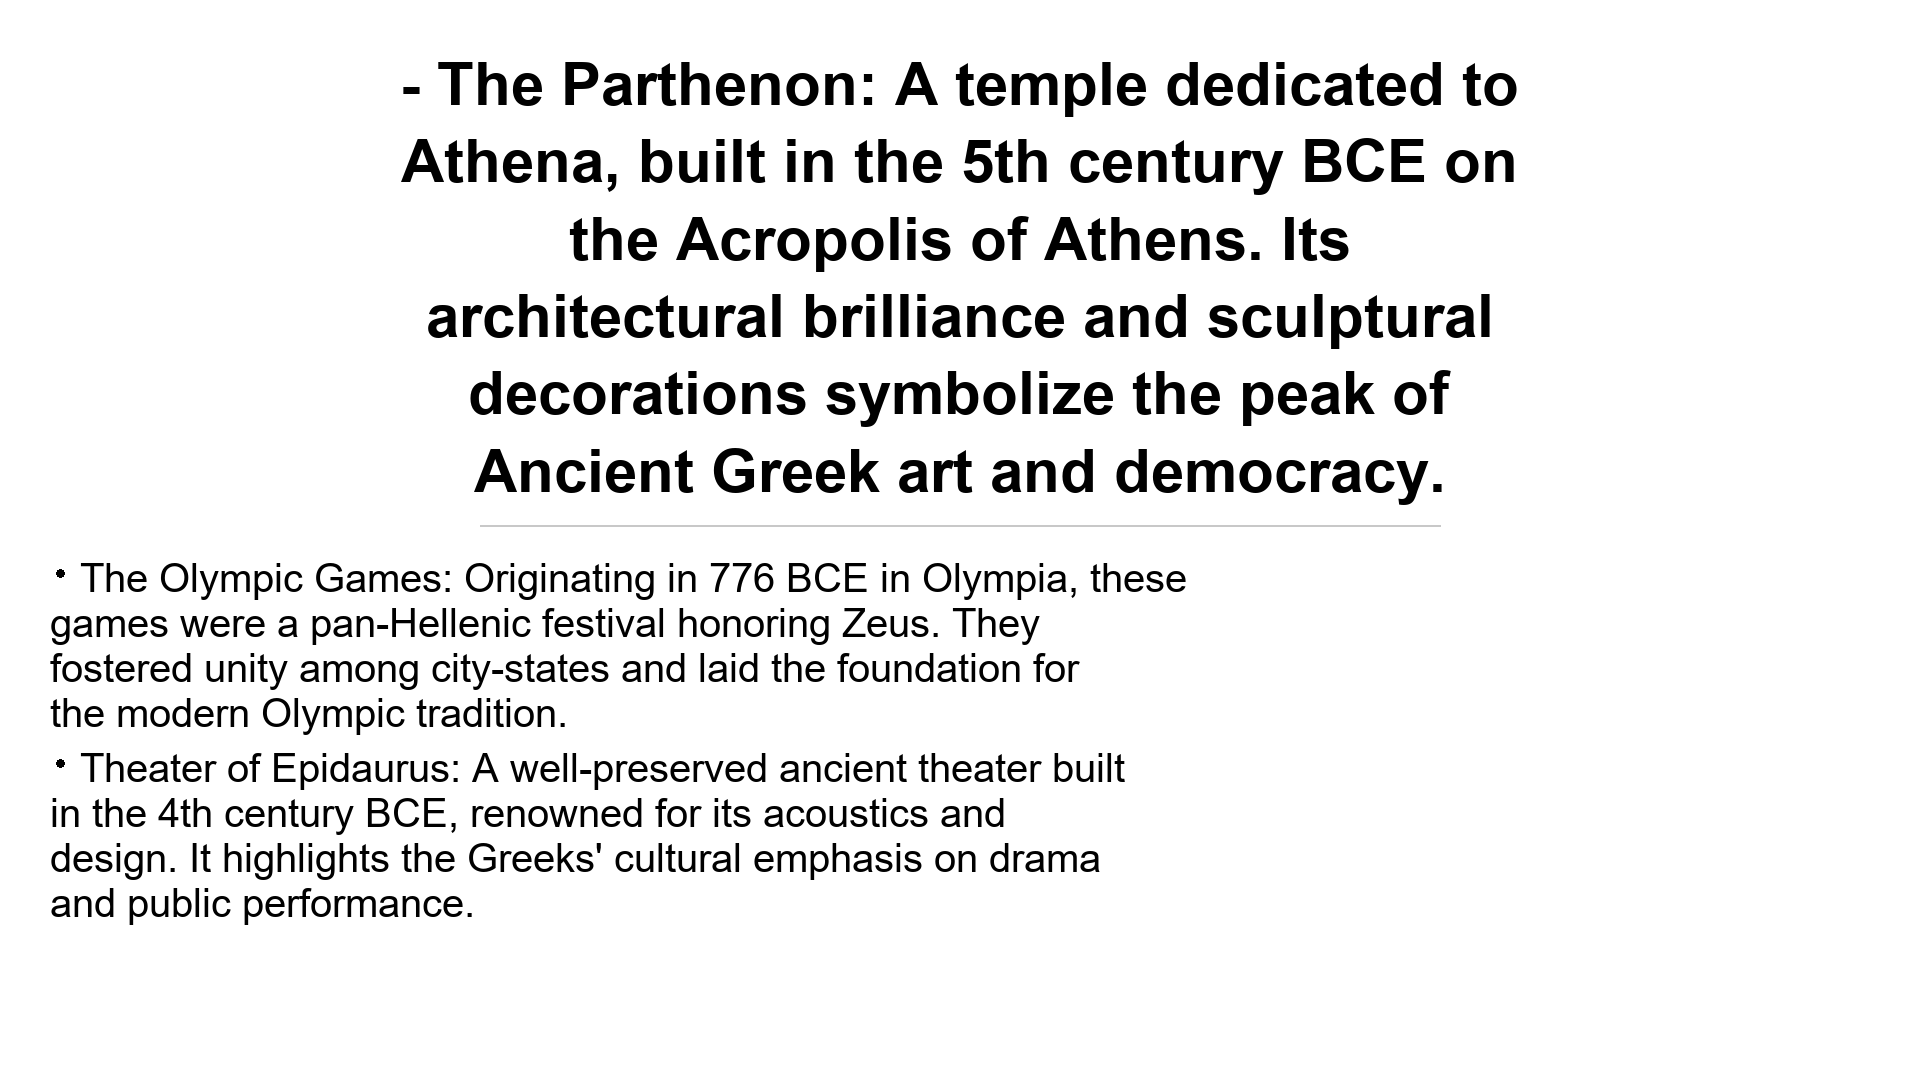 - The Parthenon: A temple dedicated to
Athena, built in the 5th century BCE on
the Acropolis of Athens. Its
architectural brilliance and sculptural
decorations symbolize the peak of
Ancient Greek art and democracy.
• The Olympic Games: Originating in 776 BCE in Olympia, these
games were a pan-Hellenic festival honoring Zeus. They
fostered unity among city-states and laid the foundation for
the modern Olympic tradition.
• Theater of Epidaurus: A well-preserved ancient theater built
in the 4th century BCE, renowned for its acoustics and
design. It highlights the Greeks' cultural emphasis on drama
and public performance.